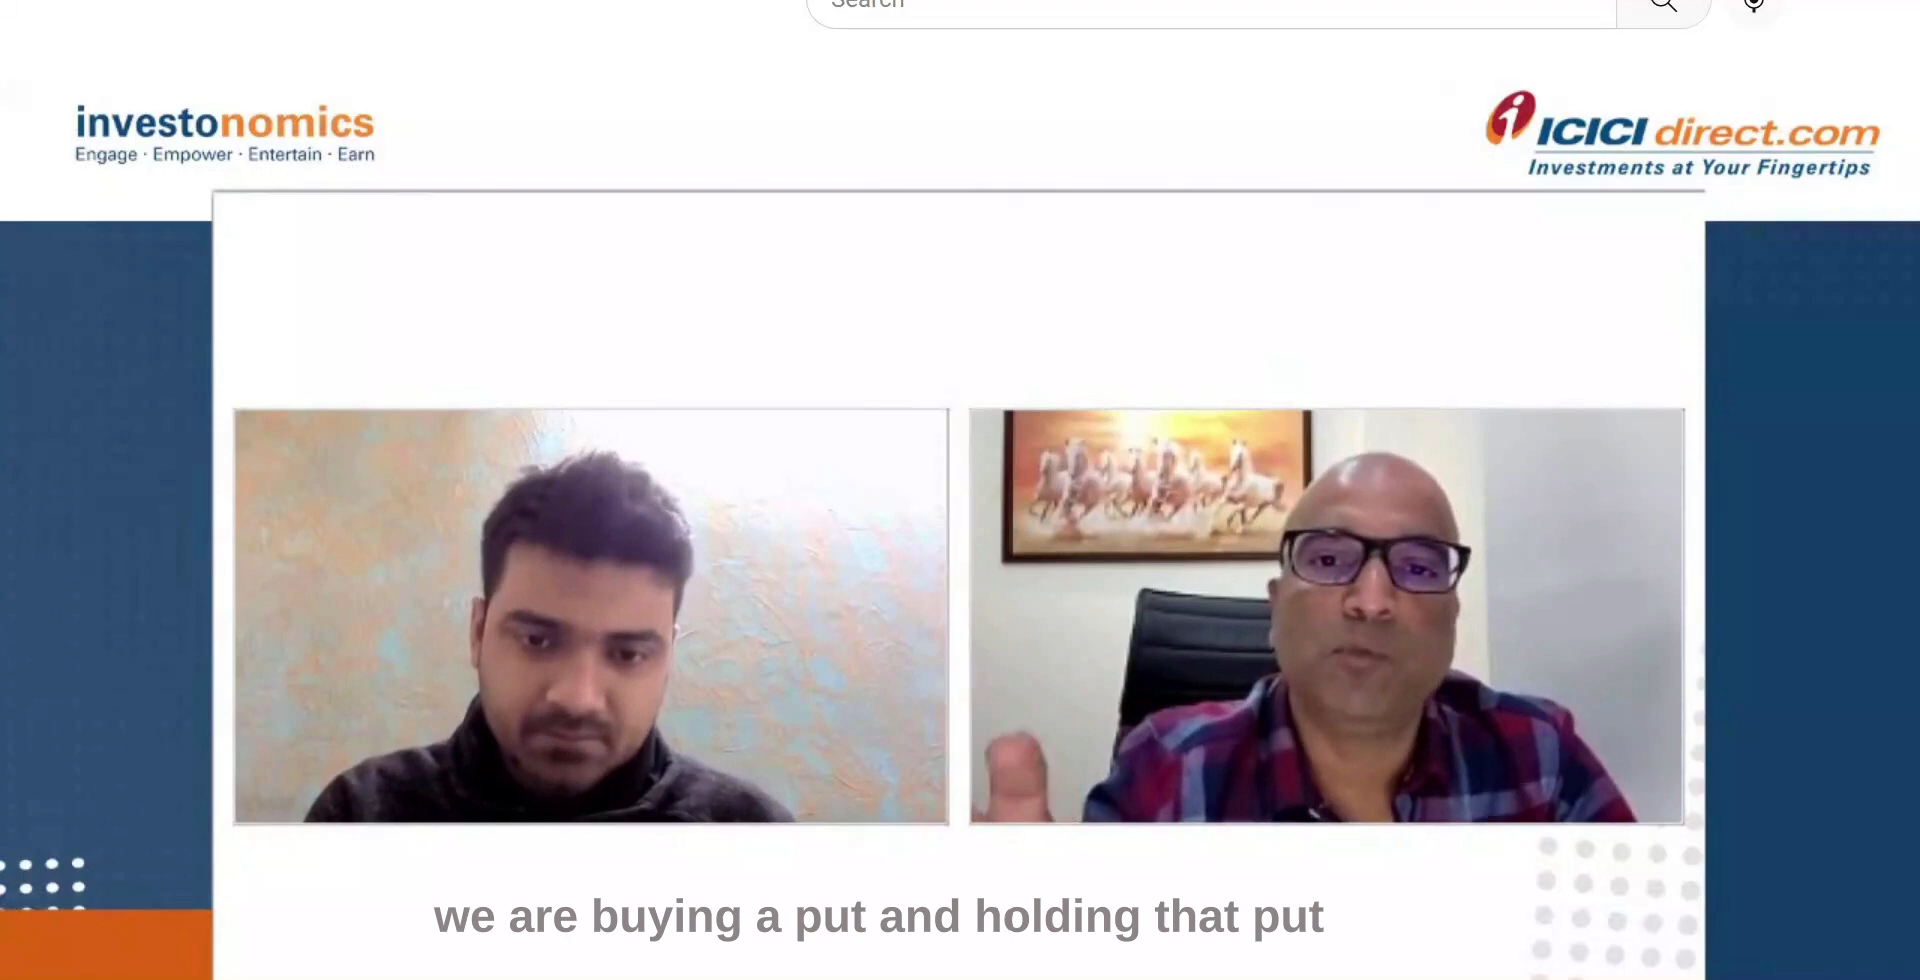 Search
investonomics
Engage · Empower · Entertain · Earn
ICICI direct.com
Investments at Your Fingertips
we are buying a put and holding that put